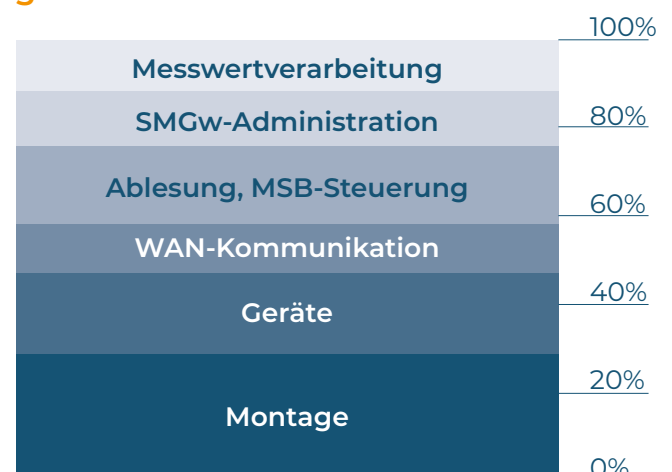 100%
Messwertverarbeitung
SMGw-Administration
80%
Ablesung, MSB-Steuerung
60%
WAN-Kommunikation
40%
Geräte
20%
Montage
0%